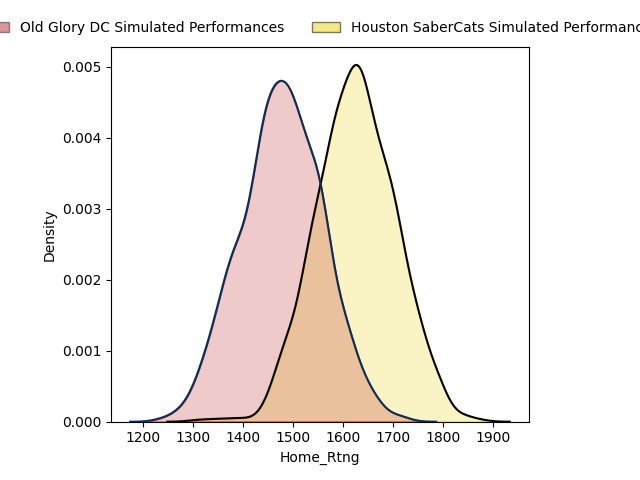 Old Glory DC Simulated Performances
Houston SaberCats Simulated
0.005
0.004
0.003
0.002
0.001
0.000
Density
1200 1300 1400 1500 1600 1700 1800 1900
Home_Rtng